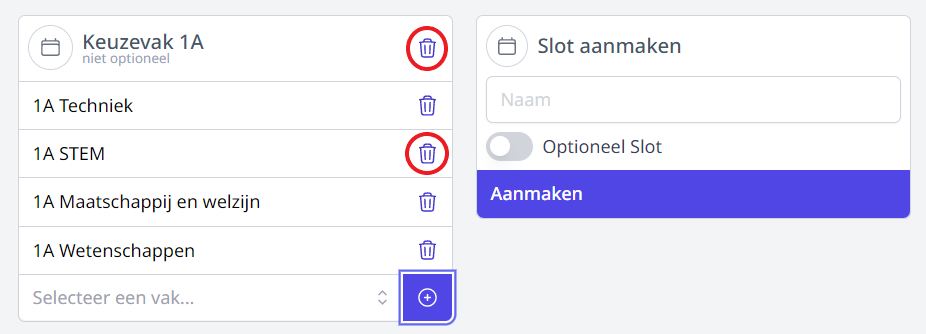 Keuzevak 1A
niet optioneel
1A Techniek
1A STEM
1A Maatschappij en welzijn
1A Wetenschappen
Selecteer een vak...
Slot aanmaken
Naam
Optioneel Slot
Aanmaken